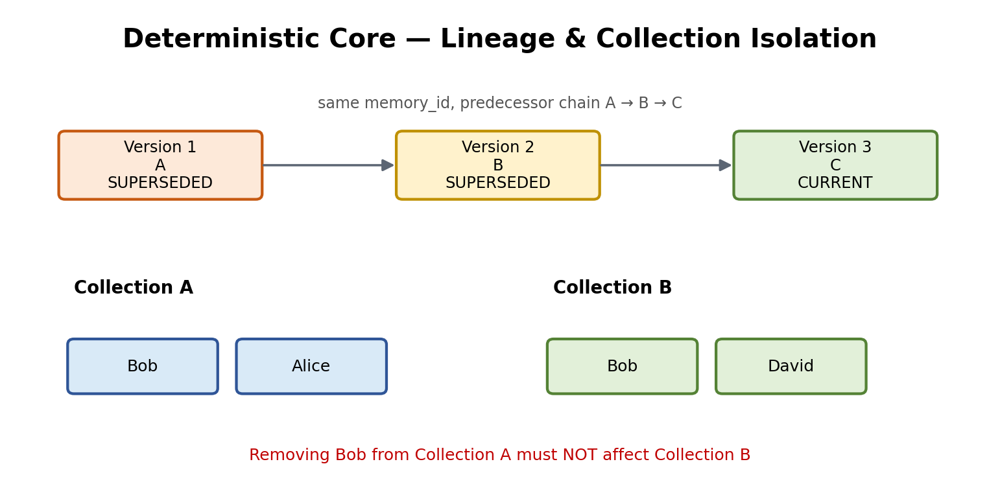 Deterministic Core — Lineage & Collection Isolation
same memory_id, predecessor chain A → B → C
Version 1
A
SUPERSEDED
Version 2
B
SUPERSEDED
Version 3
C
CURRENT
Collection A
Collection B
Bob
Alice
Bob
David
Removing Bob from Collection A must NOT affect Collection B